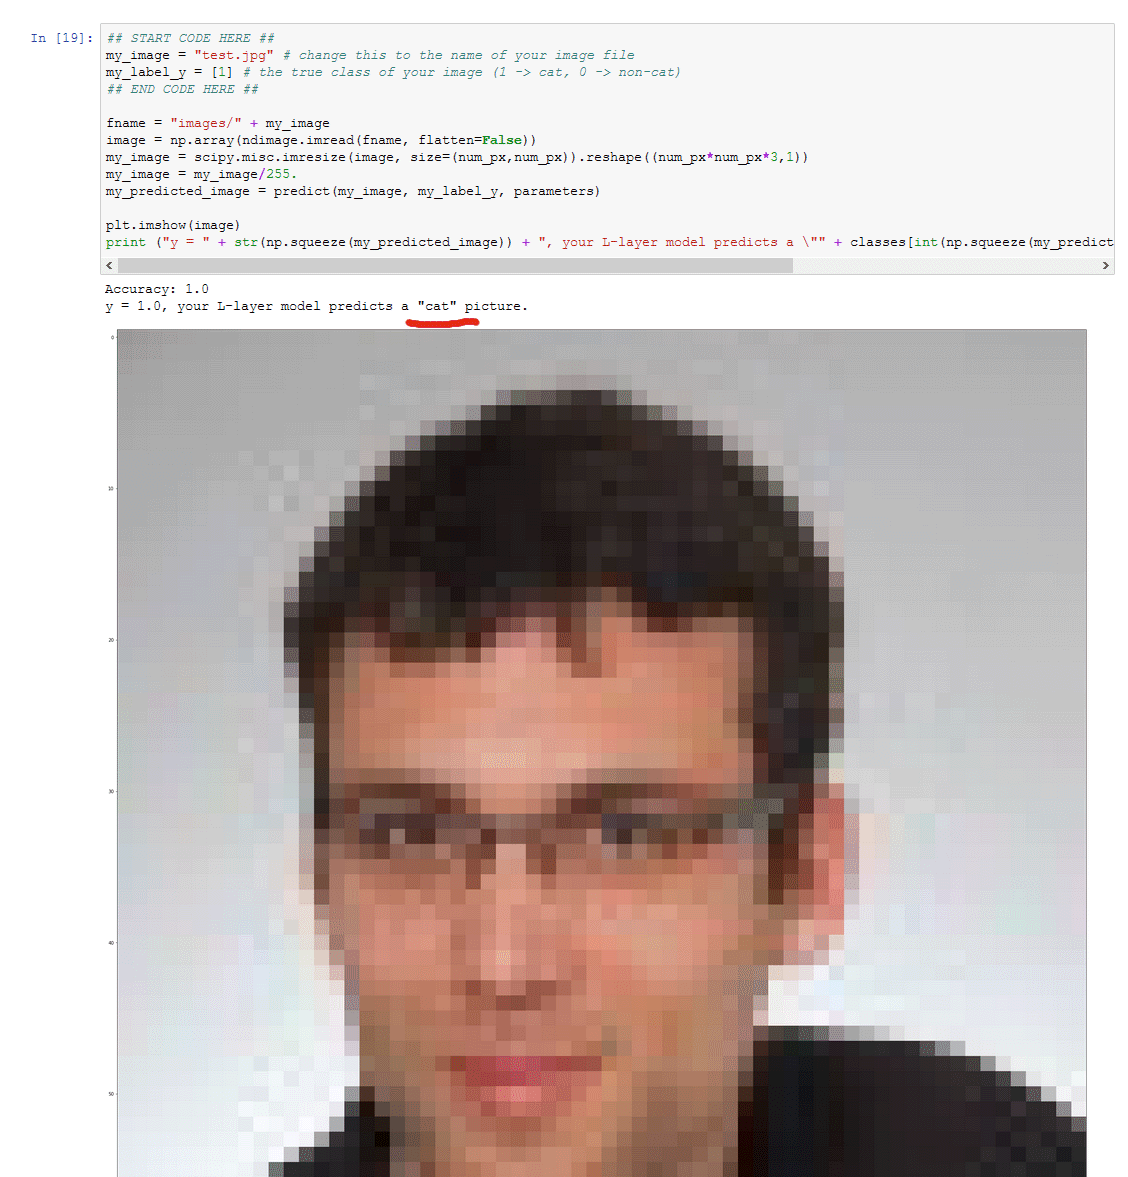 In [19]:
## START CODE HERE ##
my_image = "test.jpg" # change this to the name of your image file
my_label_y = [1] # the true class of your image (1 -> cat, 0 -> non-cat)
## END CODE HERE ##
fname = "images/" + my_image
image = np.array(ndimage.imread(fname, flatten=False))
my_image = scipy.misc.imresize(image, size=(num_px,num_px)).reshape((num_px*num_px*3,1))
my_image = my_image/255.
my_predicted_image = predict(my_image, my_label_y, parameters)
plt.imshow(image)
print ("y = " + str(np.squeeze(my_predicted_image)) + ", your L-layer model predicts a \"" + classes[int(np.squeeze(my_predict
Accuracy: 1.0
y = 1.0, your L-layer model predicts a "cat" picture.
0
10
20
30
40
50